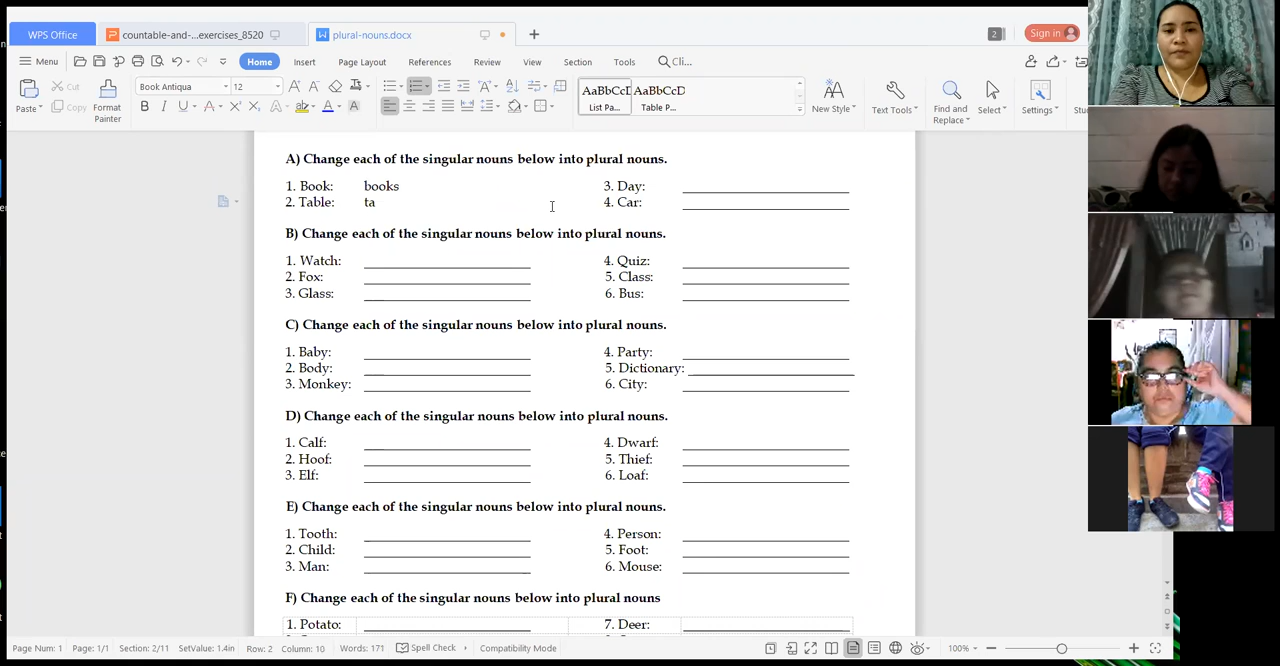 WPS Office countable-and-...exercises_8520 plural-nouns.docx 2 Sign in
Menu Home Insert Page Layout References Review View Section Tools Cli...
Paste Cut Copy Format Painter Book Antiqua 12 AaBbCcD List Pa... AaBbCcD Table P... New Style Text Tools Find and Replace Select Settings
A) Change each of the singular nouns below into plural nouns.
1. Book: books 3. Day:
2. Table: ta 4. Car:
B) Change each of the singular nouns below into plural nouns.
1. Watch: 4. Quiz:
2. Fox: 5. Class:
3. Glass: 6. Bus:
C) Change each of the singular nouns below into plural nouns.
1. Baby: 4. Party:
2. Body: 5. Dictionary:
3. Monkey: 6. City:
D) Change each of the singular nouns below into plural nouns.
1. Calf: 4. Dwarf:
2. Hoof: 5. Thief:
3. Elf: 6. Loaf:
E) Change each of the singular nouns below into plural nouns.
1. Tooth: 4. Person:
2. Child: 5. Foot:
3. Man: 6. Mouse:
F) Change each of the singular nouns below into plural nouns
1. Potato: 7. Deer:
Page Num: 1 Page: 1/1 Section: 2/11 SetValue: 1.4in Row: 2 Column: 10 Words: 171 Spell Check Compatibility Mode 100%